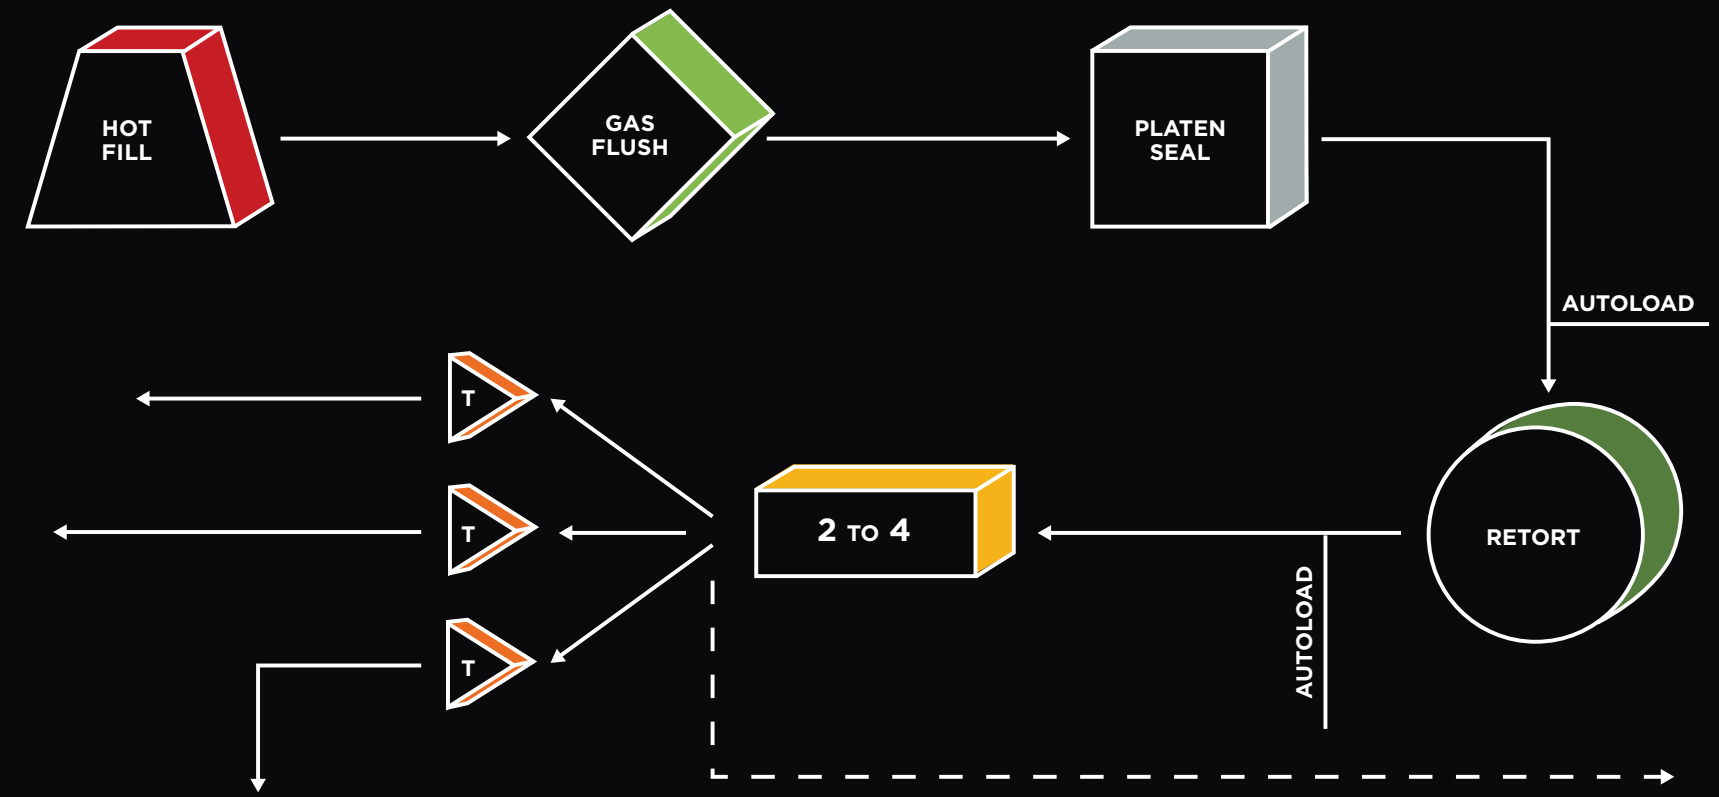 HOT
FILL
GAS
FLUSH
PLATEN
SEAL
AUTOLOAD
RETORT
AUTOLOAD
2 TO 4
T
T
T